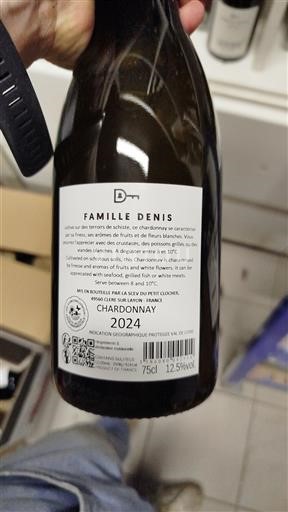 FAMILLE DENIS
Cultivé sur des terroirs de schiste, ce chardonnay se caractérise
par sa finesse, ses arômes de fruits et de fleurs blanches. Vous
pourrez l'apprécier avec des crustacés, des poissons grillés ou des
viandes blanches. A déguster entre 8 et 10°C.
Cultivated on schistous soils, this Chardonnay is characterised
by finesse and aromas of fruits and white flowers. It can be
appreciated with seafood, grilled fish or white meets.
Serve between 8 and 10°C.
MIS EN BOUTEILLE PAR LA SCEV DU PETIT CLOCHER,
49560 CLERE SUR LAYON - FRANCE
CHARDONNAY
2024
INDICATION GEOGRAPHIQUE PROTEGEE VAL DE LOIRE
PRODUCT OF FRANCE
75cl 12.5%vol